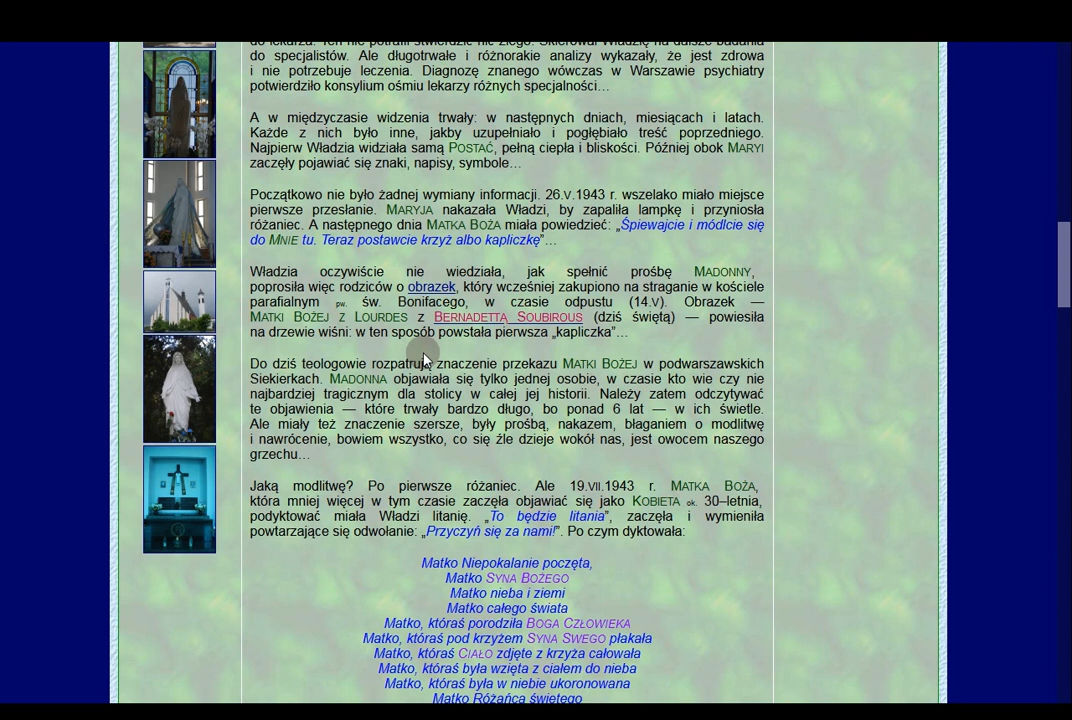 do specjalistów. Ale długotrwałe i różnorakie analizy wykazały, że jest zdrowa
i nie potrzebuje leczenia. Diagnozę znanego wówczas w Warszawie psychiatry
potwierdziło konsylium ośmiu lekarzy różnych specjalności…
A w międzyczasie widzenia trwały: w następnych dniach, miesiącach i latach.
Każde z nich było inne, jakby uzupełniało i pogłębiało treść poprzedniego.
Najpierw Władzia widziała samą POSTAĆ, pełną ciepła i bliskości. Później obok MARYI
zaczęły pojawiać się znaki, napisy, symbole…
Początkowo nie było żadnej wymiany informacji. 26.V.1943 r. wszelako miało miejsce
pierwsze przesłanie. MARYJA nakazała Władzi, by zapaliła lampkę i przyniosła
różaniec. A następnego dnia MATKA BOŻA miała powiedzieć: „Śpiewajcie i módlcie się
do MNIE tu. Teraz postawcie krzyż albo kapliczkę”…
Władzia oczywiście nie wiedziała, jak spełnić prośbę MADONNY,
poprosiła więc rodziców o obrazek, który wcześniej zakupiono na straganie w kościele
parafialnym pw. św. Bonifacego, w czasie odpustu (14.V). Obrazek —
MATKI BOŻEJ Z LOURDES z BERNADETTĄ SOUBIROUS (dziś świętą) — powiesiła
na drzewie wiśni: w ten sposób powstała pierwsza „kapliczka”…
Do dziś teologowie rozpatrują znaczenie przekazu MATKI BOŻEJ w podwarszawskich
Siekierkach. MADONNA objawiała się tylko jednej osobie, w czasie kto wie czy nie
najbardziej tragicznym dla stolicy w całej jej historii. Należy zatem odczytywać
te objawienia — które trwały bardzo długo, bo ponad 6 lat — w ich świetle.
Ale miały też znaczenie szersze, były prośbą, nakazem, błaganiem o modlitwę
i nawrócenie, bowiem wszystko, co się źle dzieje wokół nas, jest owocem naszego
grzechu…
Jaką modlitwę? Po pierwsze różaniec. Ale 19.VII.1943 r. MATKA BOŻA,
która mniej więcej w tym czasie zaczęła objawiać się jako KOBIETA ok. 30–letnia,
podyktować miała Władzi litanię. „To będzie litania”, zaczęła i wymieniła
powtarzające się odwołanie: „Przyczyń się za nami!”. Po czym dyktowała:
Matko Niepokalanie poczęta,
Matko SYNA BOŻEGO
Matko nieba i ziemi
Matko całego świata
Matko, któraś porodziła BOGA CZŁOWIEKA
Matko, któraś pod krzyżem SYNA SWEGO płakała
Matko, któraś CIAŁO zdjęte z krzyża całowała
Matko, któraś była wzięta z ciałem do nieba
Matko, któraś była w niebie ukoronowana
Matko Różańca świętego